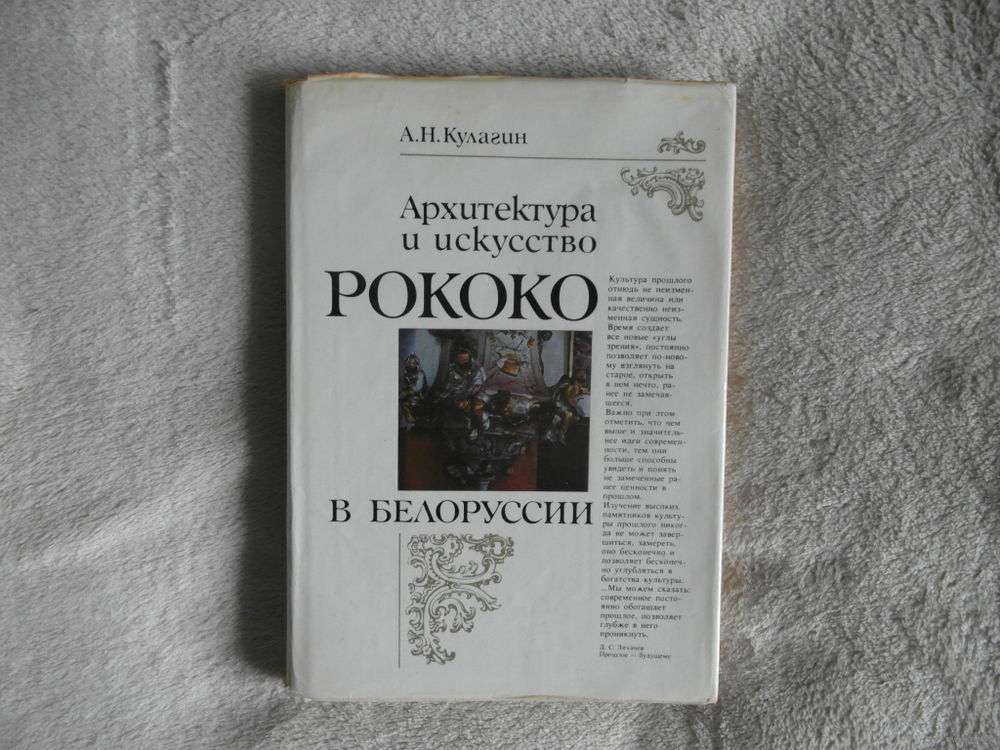 А.Н.Кулагин
Архитектура
и искусство
РОКОКО
В БЕЛОРУССИИ
Культура прошлого
отнюдь не неизмен-
ная величина или
качественно неиз-
менная сущность.
Время создает
все новые «углы
зрения», постоянно
позволяет по-ново-
му взглянуть на
старое, открыть
в нем нечто, ра-
нее не замечав-
шееся.
Важно при этом
отметить, что чем
выше и значитель-
нее идеи современ-
ности, тем они
больше способны
увидеть и понять
не замеченные ра-
нее ценности в
прошлом.
Изучение высоких
памятников культу-
ры прошлого никог-
да не может завер-
шиться, замереть,
оно бесконечно и
позволяет бесконеч-
но углубляться в
богатства культуры.
...Мы можем сказать:
современное посто-
янно обогащает
прошлое, позволяет
глубже в него
проникнуть.
Д. С. Лихачев
Прошлое — будущему